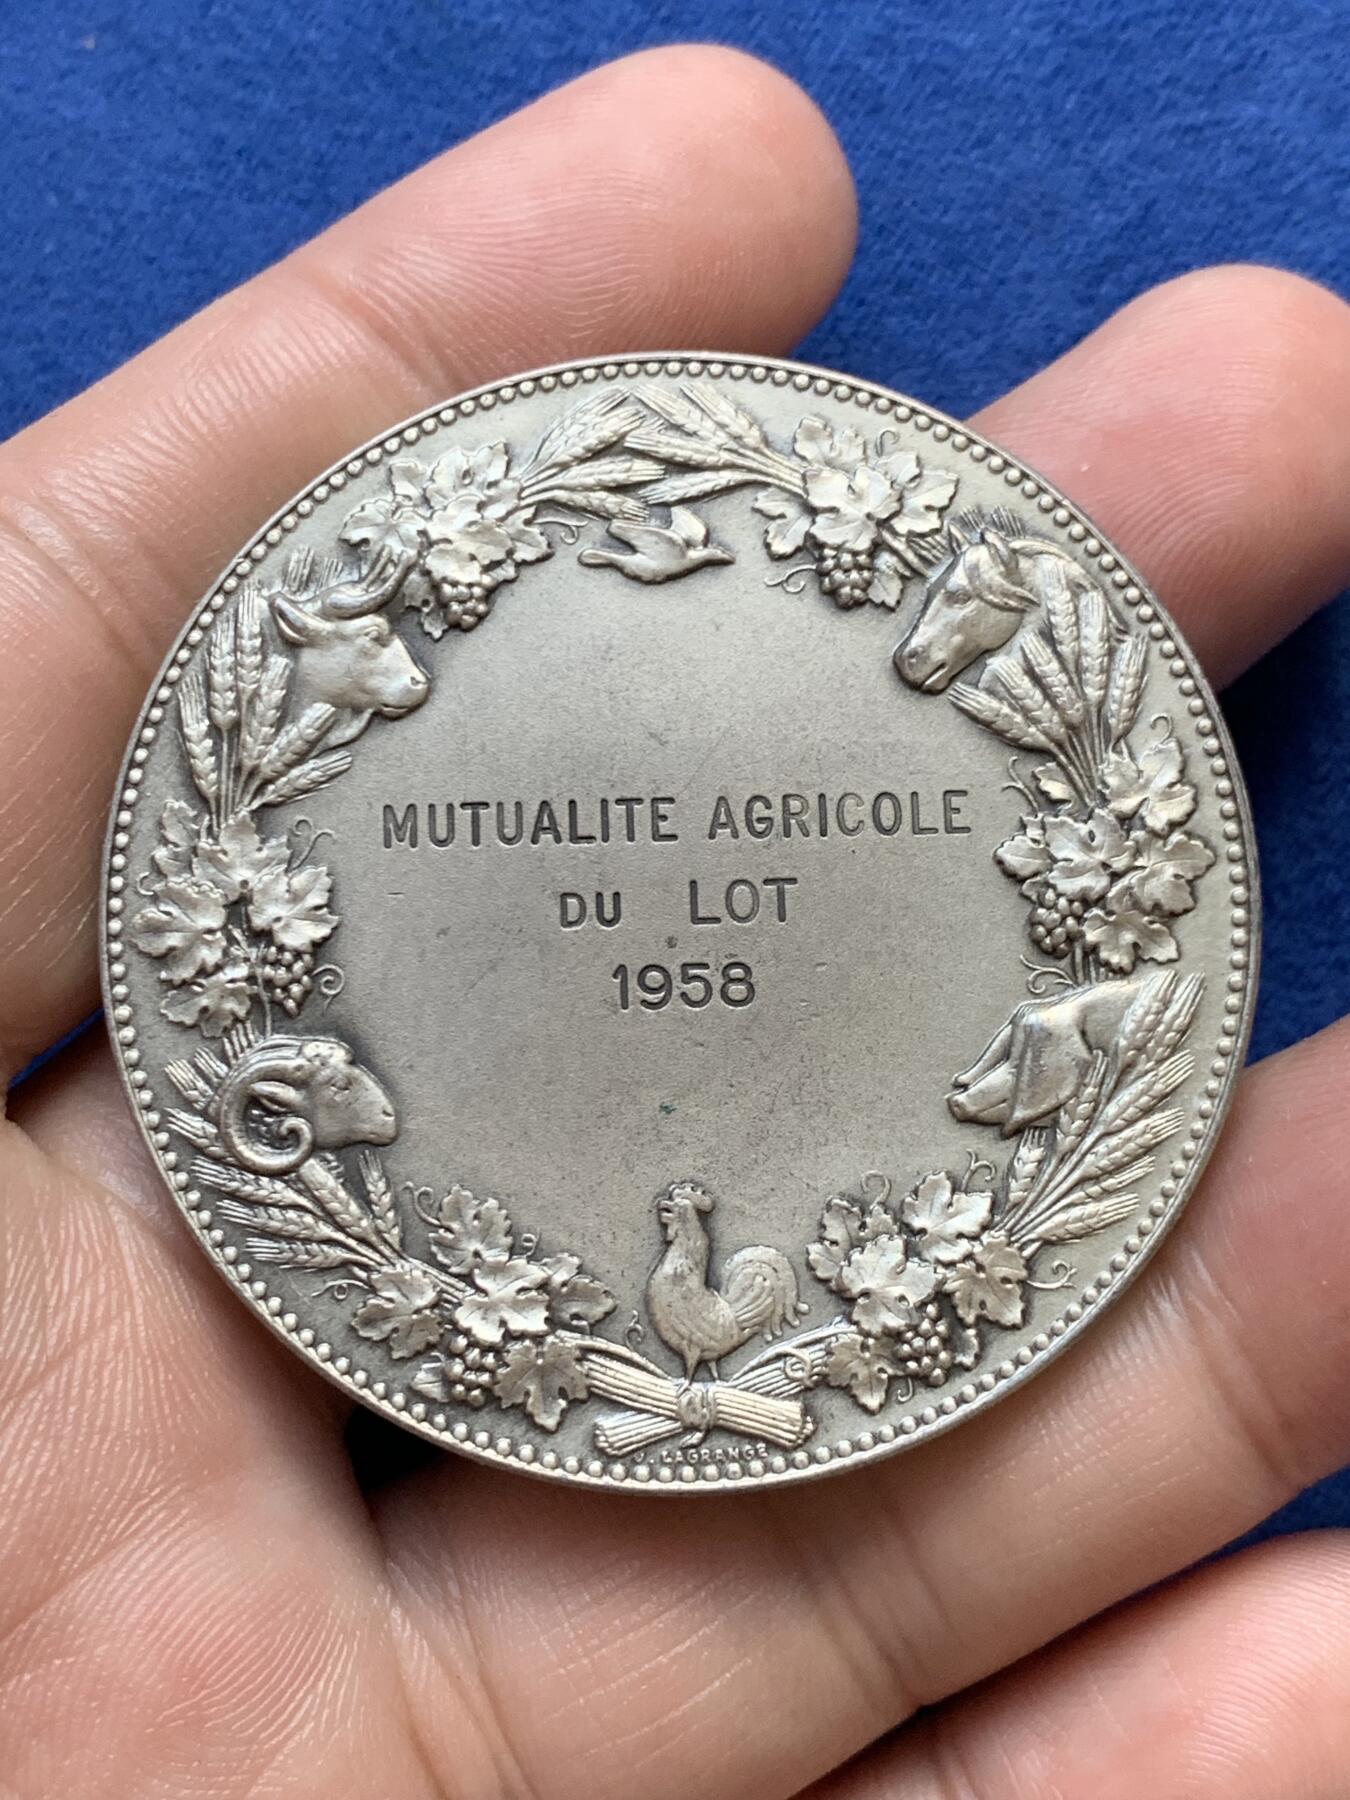 MUTUALITE AGRICOLE
DU LOT
1958
J. LAGRANGE